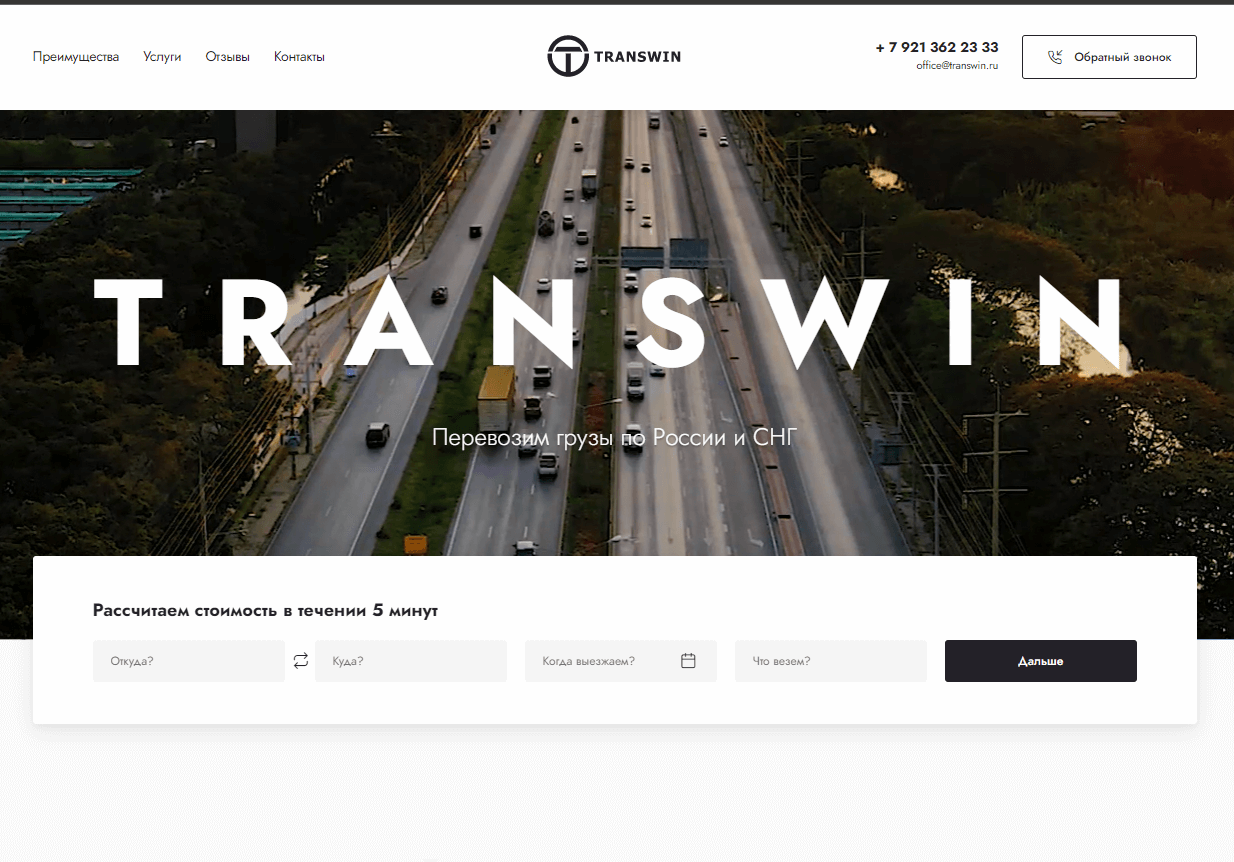 Преимущества Услуги Отзывы Контакты
TRANSWIN
+ 7 921 362 23 33
office@transwin.ru
Обратный звонок
TRANSWIN
Перевозим грузы по России и СНГ
Рассчитаем стоимость в течении 5 минут
Откуда? Куда? Когда выезжаем? Что везем? Дальше